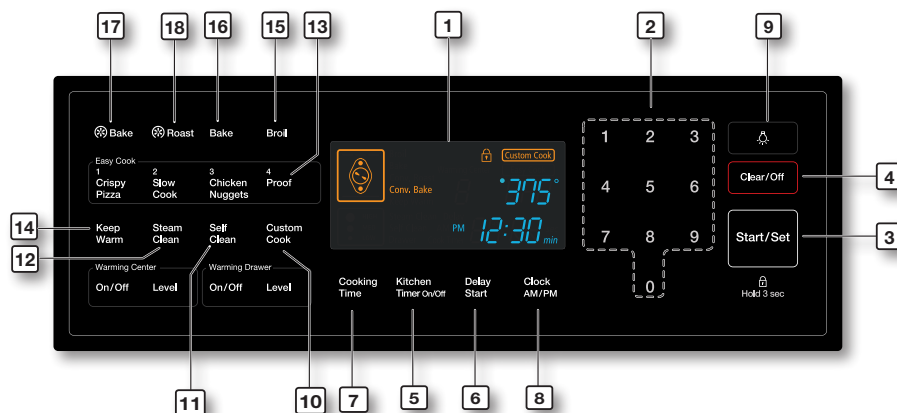 17 18 16 15 13 1 2 9
Bake Roast Bake Broil
Easy Cook
1 2 3 4
Crispy Pizza
Slow Cook
Chicken Nuggets
Proof
Custom Cook
Conv. Bake
375°
PM 12:30 min
1 2 3
4 5 6
7 8 9
0
Clear/Off
4
Start/Set
3
Hold 3 sec
14
Keep Warm
12
Steam Clean
Self Clean
Custom Cook
Warming Center
On/Off Level
Warming Drawer
On/Off Level
Cooking Time
Kitchen Timer On/Off
Delay Start
Clock AM/PM
11 10 7 5 6 8